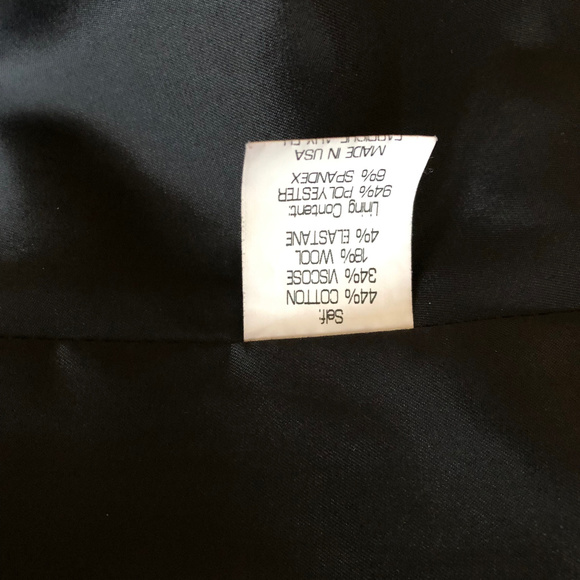 Self:
44% COTTON
34% VISCOSE
18% WOOL
4% ELASTANE
Lining Content:
94% POLYESTER
6% SPANDEX
MADE IN USA